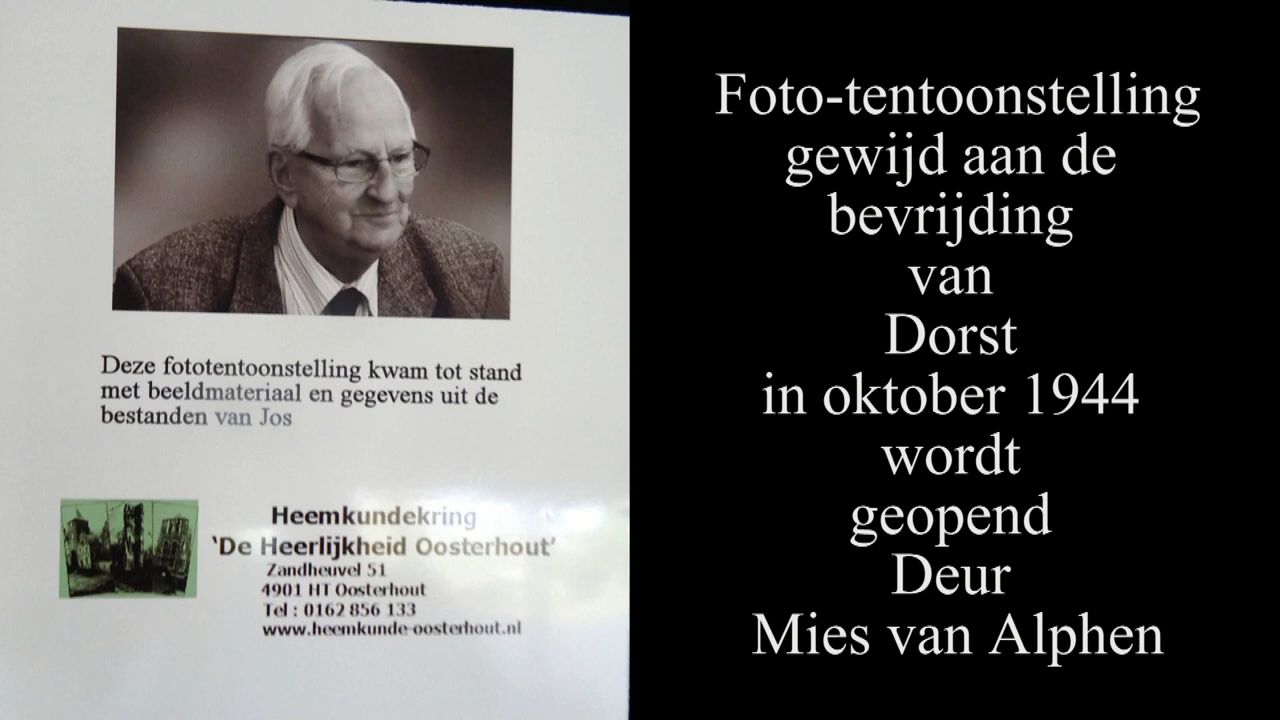 Deze fototentoonstelling kwam tot stand
met beeldmateriaal en gegevens uit de
bestanden van Jos
Heemkundekring
‘De Heerlijkheid Oosterhout’
Zandheuvel 51
4901 HT Oosterhout
Tel : 0162 856 133
www.heemkunde-oosterhout.nl
Foto-tentoonstelling
gewijd aan de
bevrijding
van
Dorst
in oktober 1944
wordt
geopend
Deur
Mies van Alphen